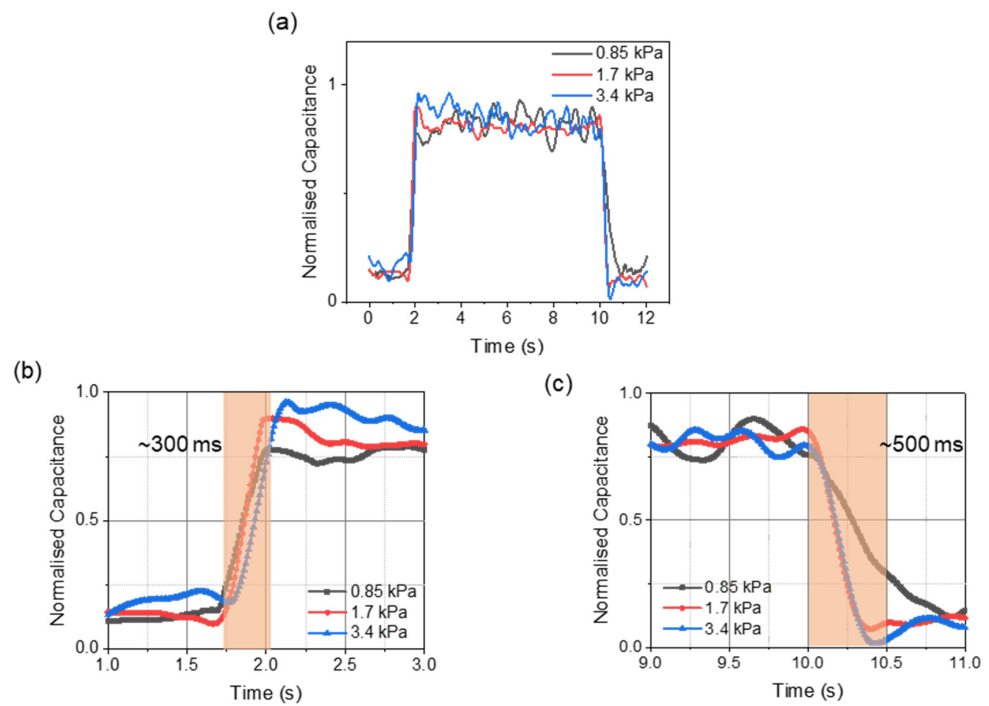 (a)
0.85 kPa
1.7 kPa
3.4 kPa
1
0
Normalised Capacitance
0 2 4 6 8 10 12
Time (s)
(b)
1.0
0.5
0.0
Normalised Capacitance
~300 ms
0.85 kPa
1.7 kPa
3.4 kPa
1.0 1.5 2.0 2.5 3.0
Time (s)
(c)
1.0
0.5
0.0
Normalised Capacitance
~500 ms
0.85 kPa
1.7 kPa
3.4 kPa
9.0 9.5 10.0 10.5 11.0
Time (s)